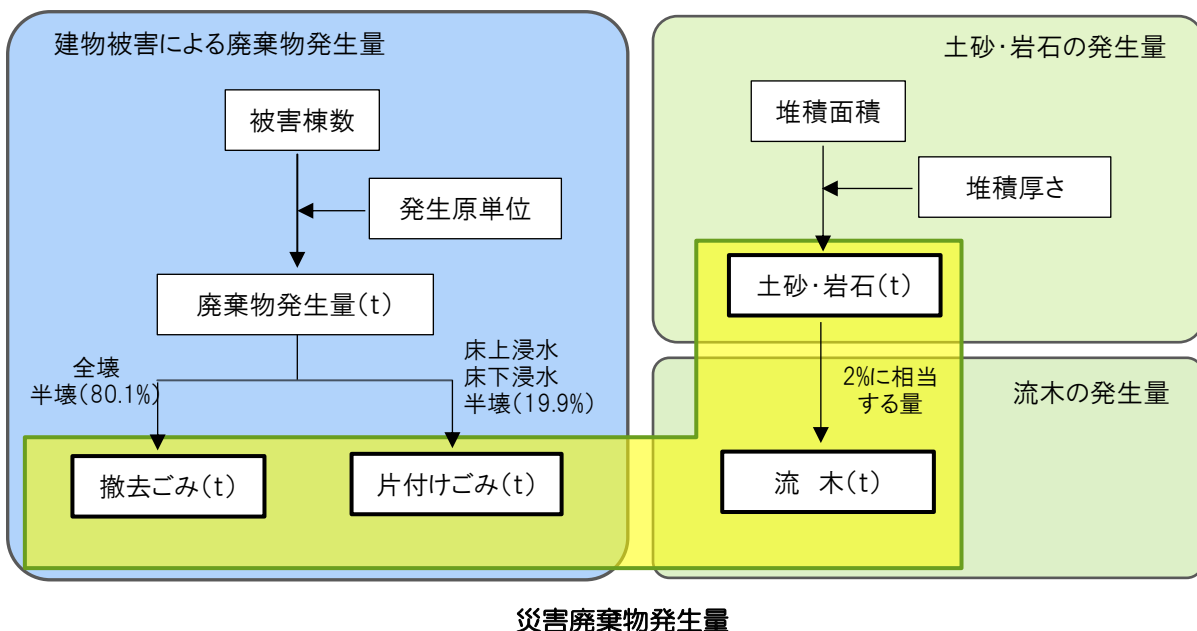 建物被害による廃棄物発生量
被害棟数
発生原単位
廃棄物発生量(t)
全壊
半壊(80.1%)
床上浸水
床下浸水
半壊(19.9%)
撤去ごみ(t)
片付けごみ(t)
土砂・岩石の発生量
堆積面積
堆積厚さ
土砂・岩石(t)
2%に相当
する量
流木の発生量
流　木(t)
災害廃棄物発生量